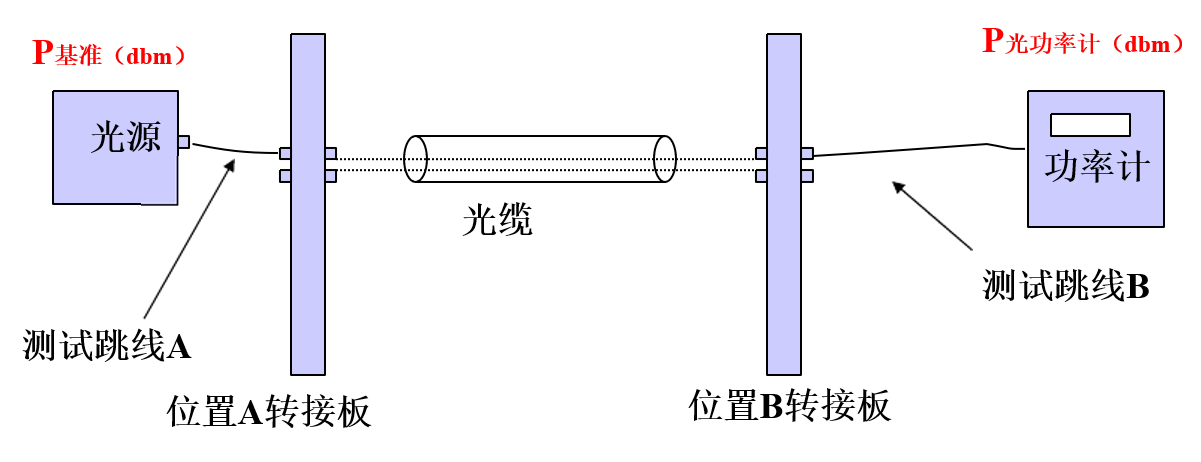 P基准（dbm）
P光功率计（dbm）
光源
功率计
光缆
测试跳线B
测试跳线A
位置A转接板
位置B转接板